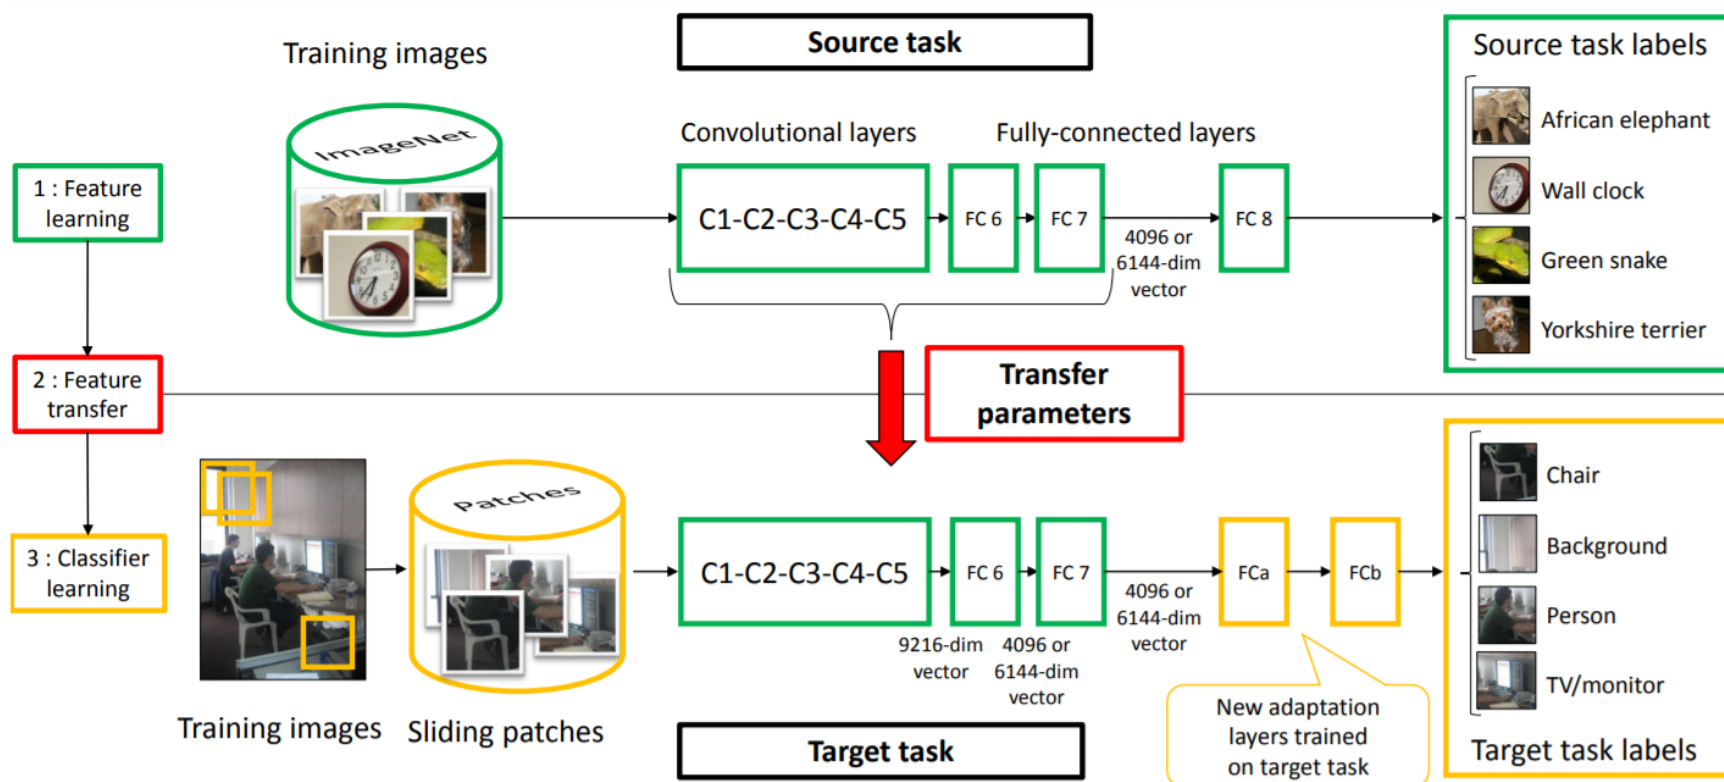 Training images
Source task
Source task labels
ImageNet
Convolutional layers
Fully-connected layers
African elephant
1 : Feature
learning
C1-C2-C3-C4-C5
FC 6
FC 7
4096 or
6144-dim
vector
FC 8
Wall clock
Green snake
Yorkshire terrier
2 : Feature
transfer
Transfer
parameters
3 : Classifier
learning
Patches
C1-C2-C3-C4-C5
FC 6
FC 7
9216-dim
vector
4096 or
6144-dim
vector
4096 or
6144-dim
vector
FCa
FCb
Chair
Background
Person
TV/monitor
Training images
Sliding patches
Target task
New adaptation
layers trained
on target task
Target task labels